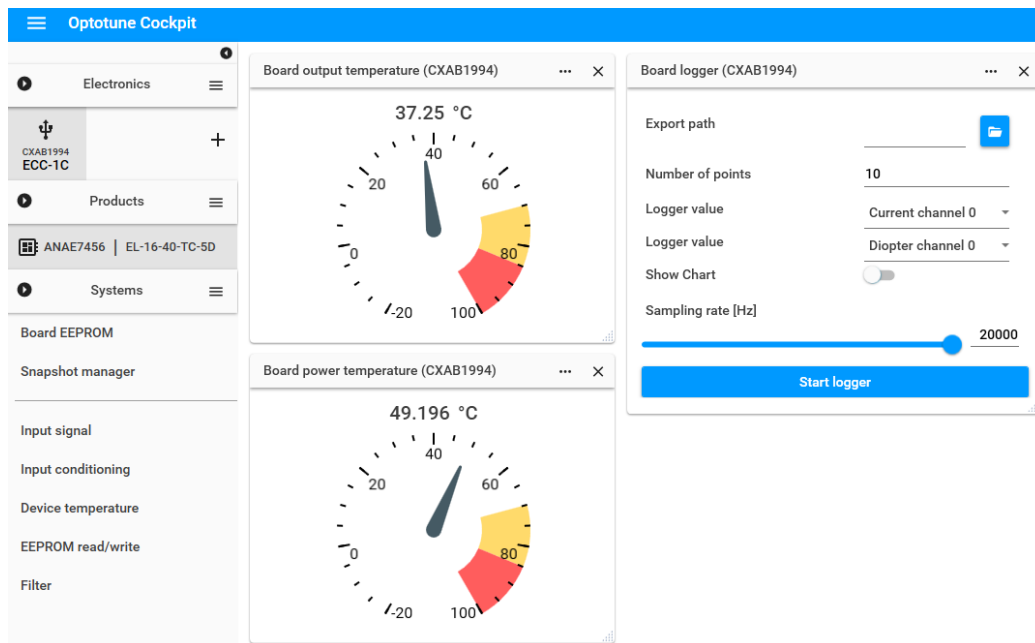 Optotune Cockpit
Electronics
CXAB1994
ECC-1C
+
Products
ANAE7456 | EL-16-40-TC-5D
Systems
Board EEPROM
Snapshot manager
Input signal
Input conditioning
Device temperature
EEPROM read/write
Filter
Board output temperature (CXAB1994)
37.25 °C
40
20 60
0 80
-20 100
Board power temperature (CXAB1994)
49.196 °C
40
20 60
0 80
-20 100
Board logger (CXAB1994)
Export path
Number of points 10
Logger value Current channel 0
Logger value Diopter channel 0
Show Chart
Sampling rate [Hz]
20000
Start logger